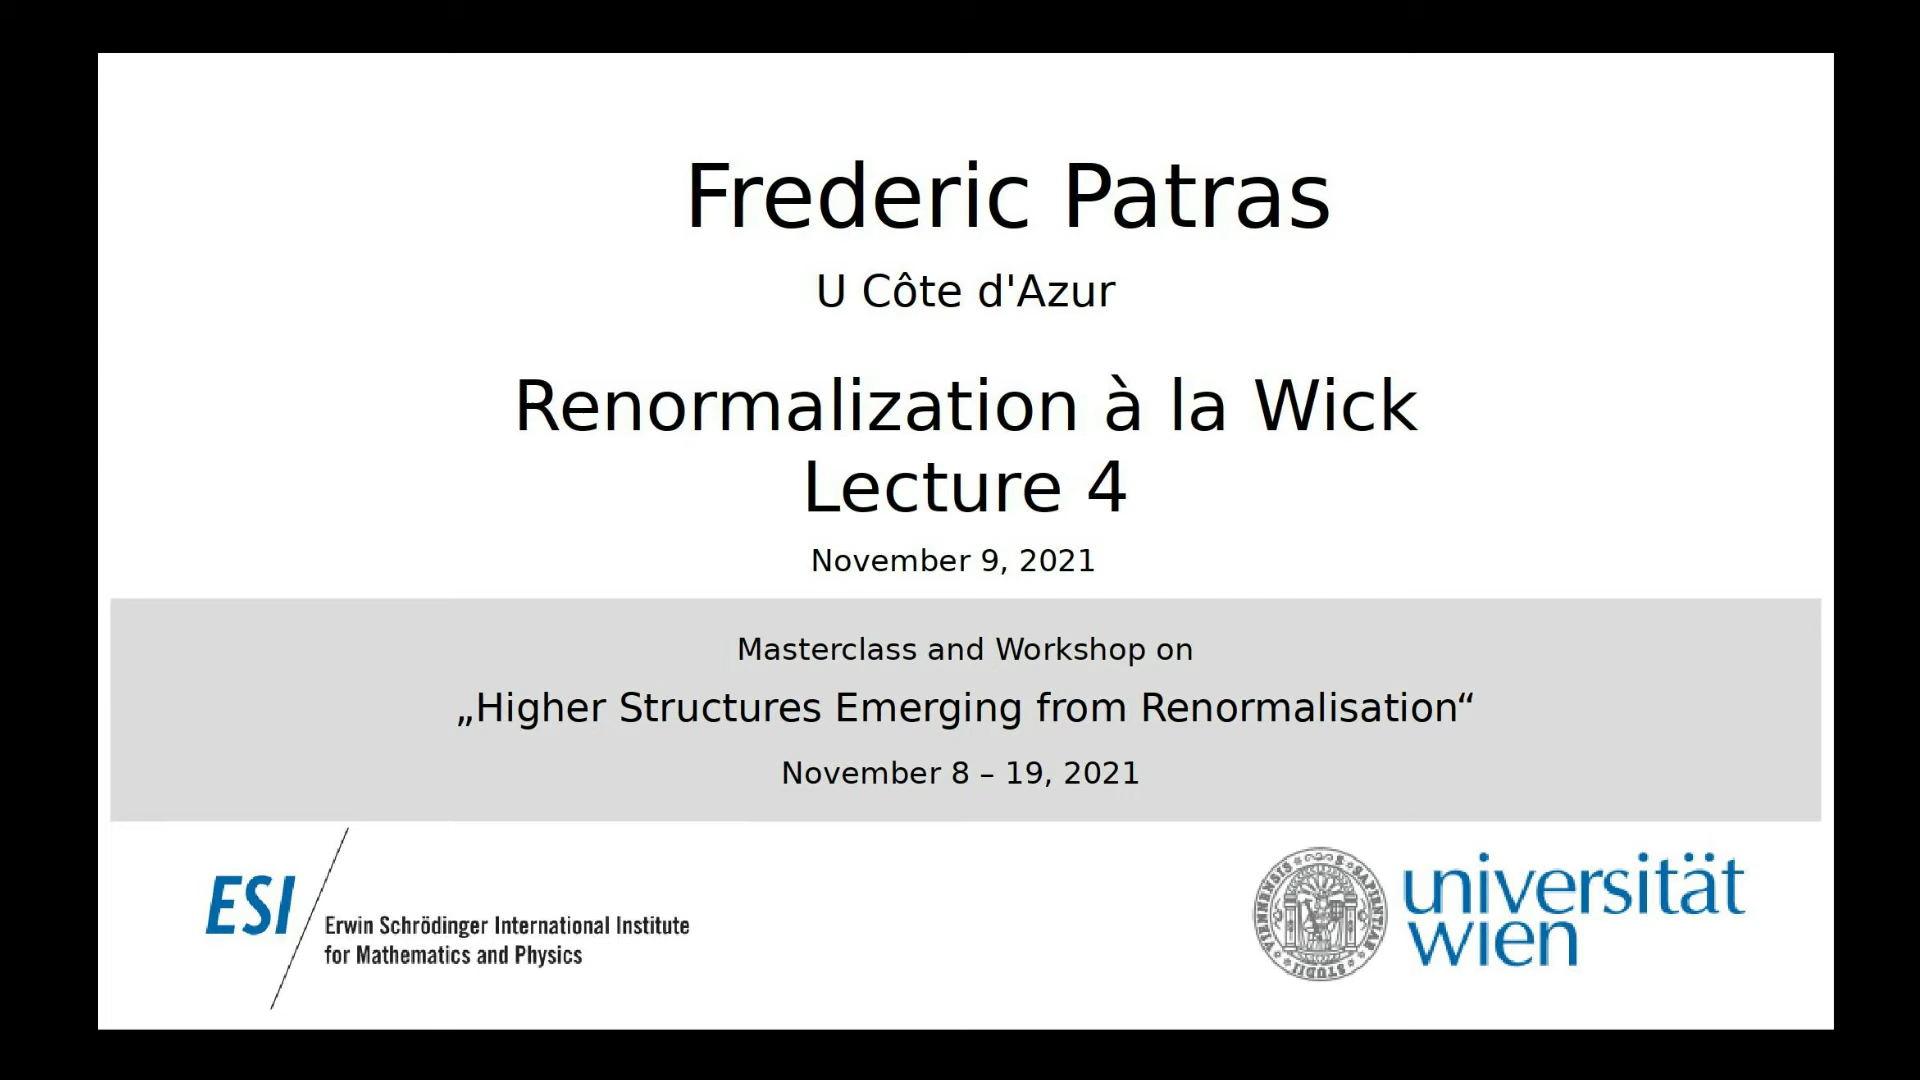 Frederic Patras
U Côte d'Azur
Renormalization à la Wick
Lecture 4
November 9, 2021
Masterclass and Workshop on
„Higher Structures Emerging from Renormalisation“
November 8 – 19, 2021
ESI
Erwin Schrödinger International Institute
for Mathematics and Physics
universität
wien